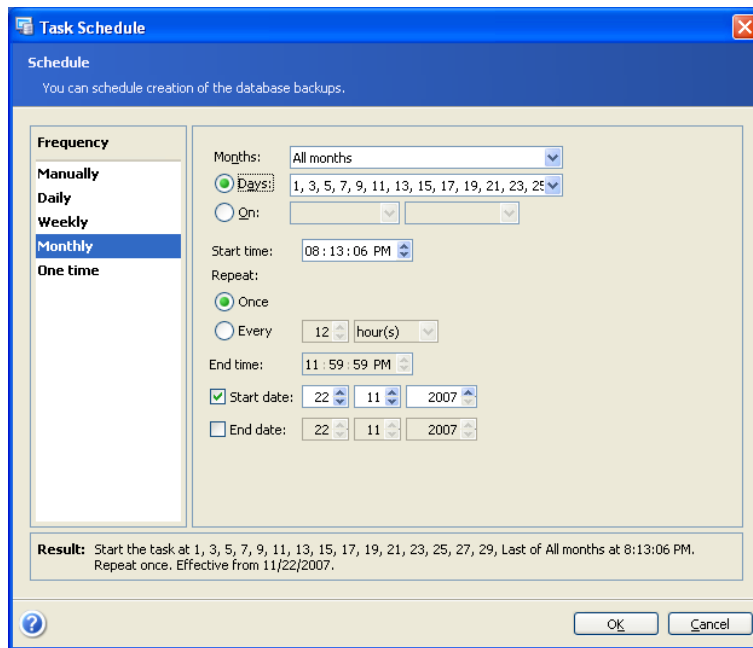 Task Schedule
Schedule
You can schedule creation of the database backups.
Frequency
Manually
Daily
Weekly
Monthly
One time
Months: All months
Days: 1, 3, 5, 7, 9, 11, 13, 15, 17, 19, 21, 23, 25
On:
Start time: 08:13:06 PM
Repeat:
Once
Every 12 hour(s)
End time: 11:59:59 PM
Start date: 22 11 2007
End date: 22 11 2007
Result: Start the task at 1, 3, 5, 7, 9, 11, 13, 15, 17, 19, 21, 23, 25, 27, 29, Last of All months at 8:13:06 PM.
Repeat once. Effective from 11/22/2007.
?
OK Cancel